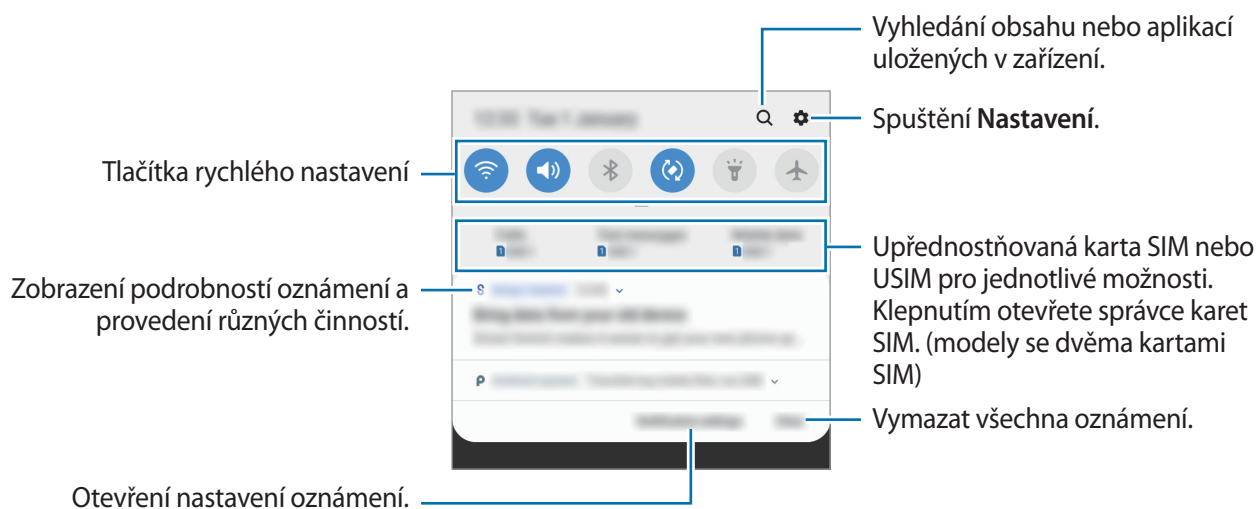 Vyhledání obsahu nebo aplikací
uložených v zařízení.
Spuštění Nastavení.
Tlačítka rychlého nastavení
Upřednostňovaná karta SIM nebo
USIM pro jednotlivé možnosti.
Klepnutím otevřete správce karet
SIM. (modely se dvěma kartami
SIM)
Zobrazení podrobností oznámení a
provedení různých činností.
Vymazat všechna oznámení.
Otevření nastavení oznámení.